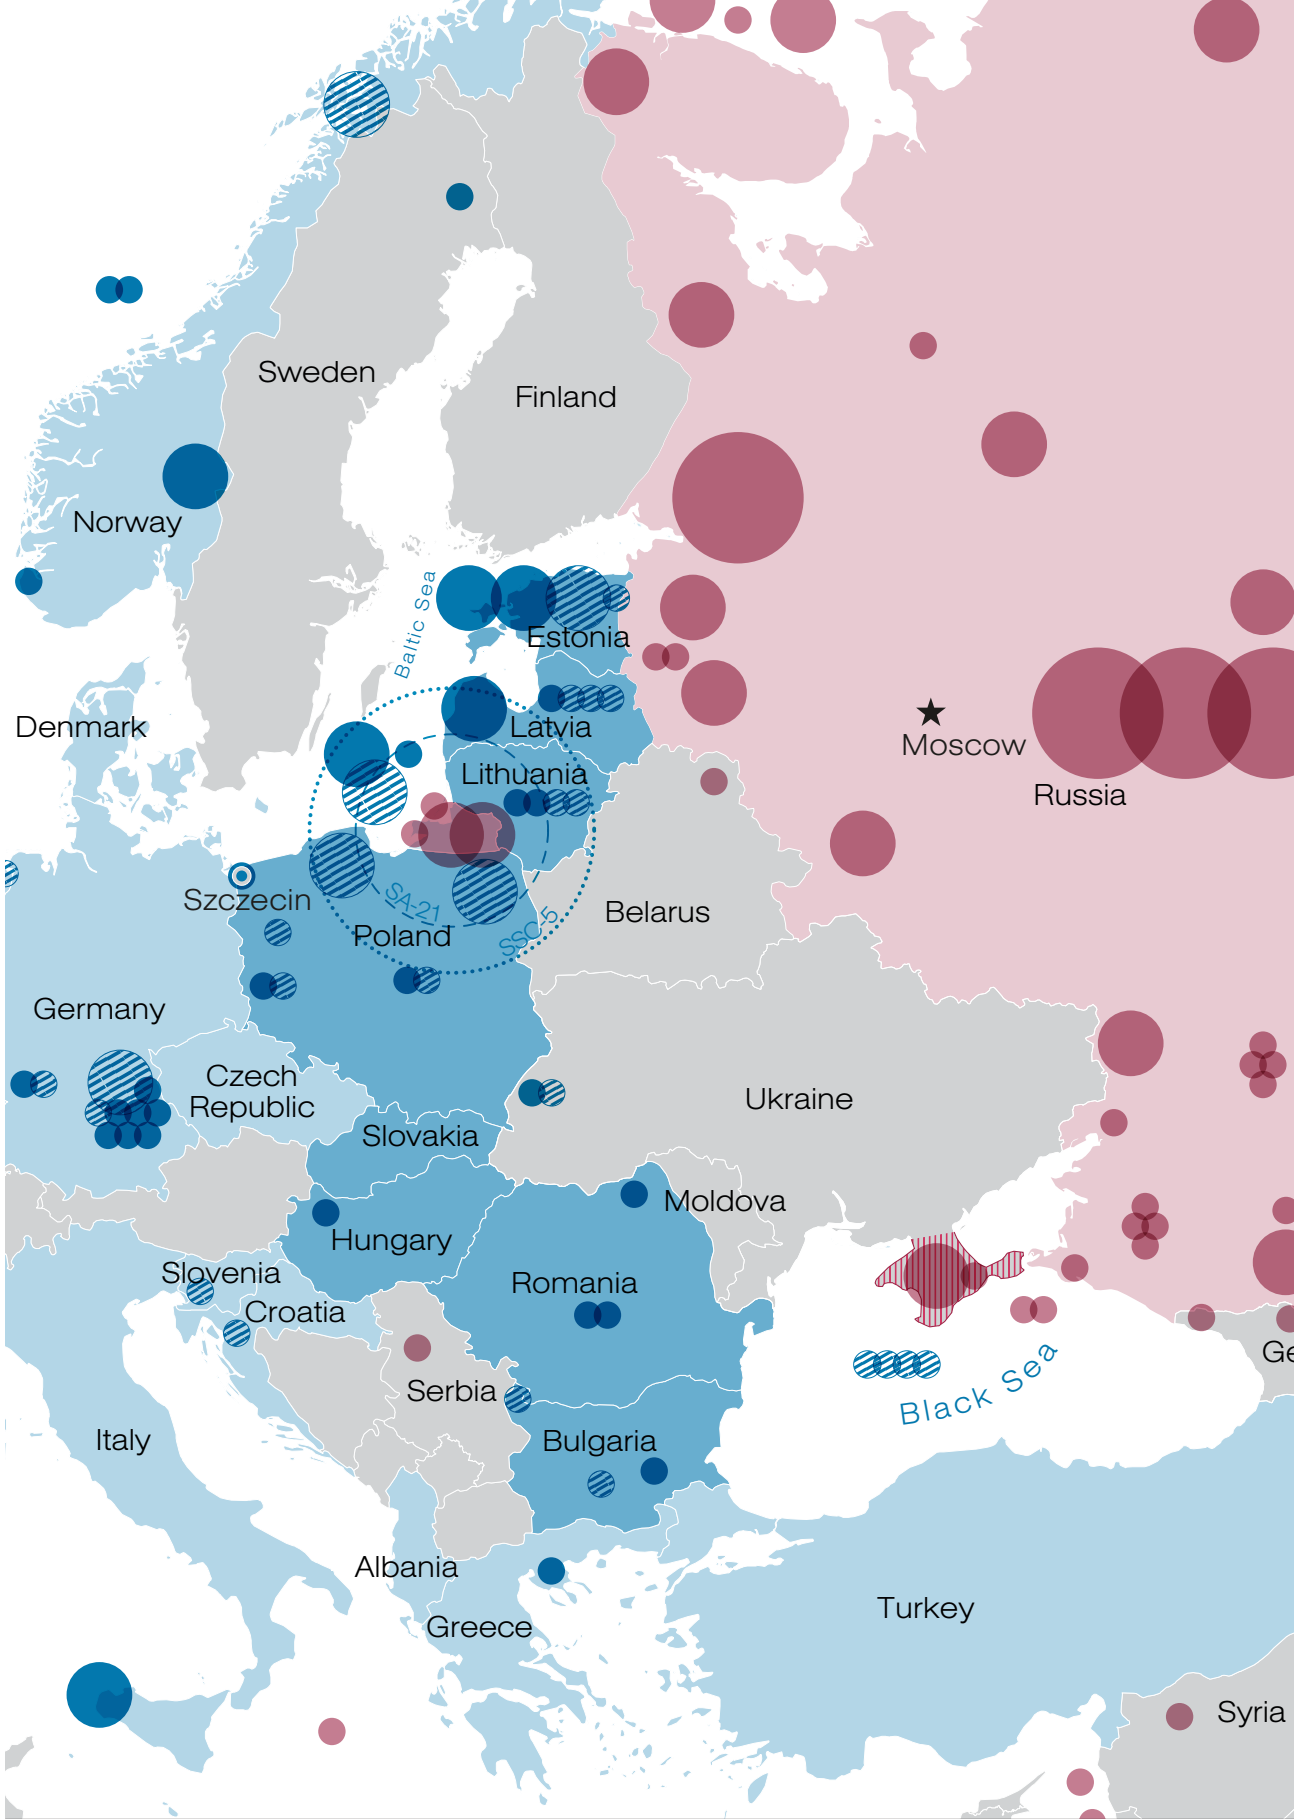 Sweden
Finland
Norway
Baltic Sea
Estonia
Denmark
Latvia
Moscow
Lithuania
Russia
Szczecin
SA-21
SSC-5
Belarus
Poland
Germany
Czech
Republic
Ukraine
Slovakia
Moldova
Hungary
Slovenia
Romania
Croatia
Ge
Serbia
Black Sea
Italy
Bulgaria
Albania
Turkey
Greece
Syria